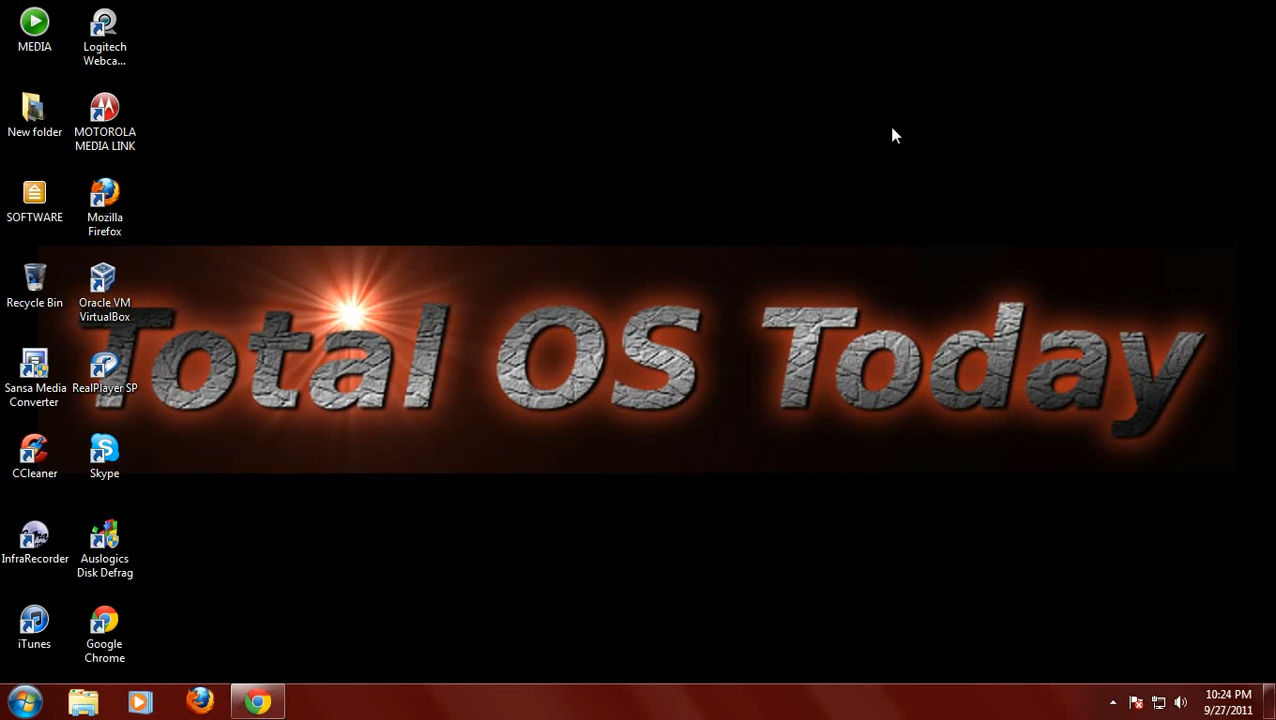 MEDIA
Logitech
Webca...
New folder
MOTOROLA
MEDIA LINK
SOFTWARE
Mozilla
Firefox
Recycle Bin
Oracle VM
VirtualBox
Sansa Media
Converter
RealPlayer SP
CCleaner
Skype
InfraRecorder
Auslogics
Disk Defrag
iTunes
Google
Chrome
Total OS Today
10:24 PM
9/27/2011